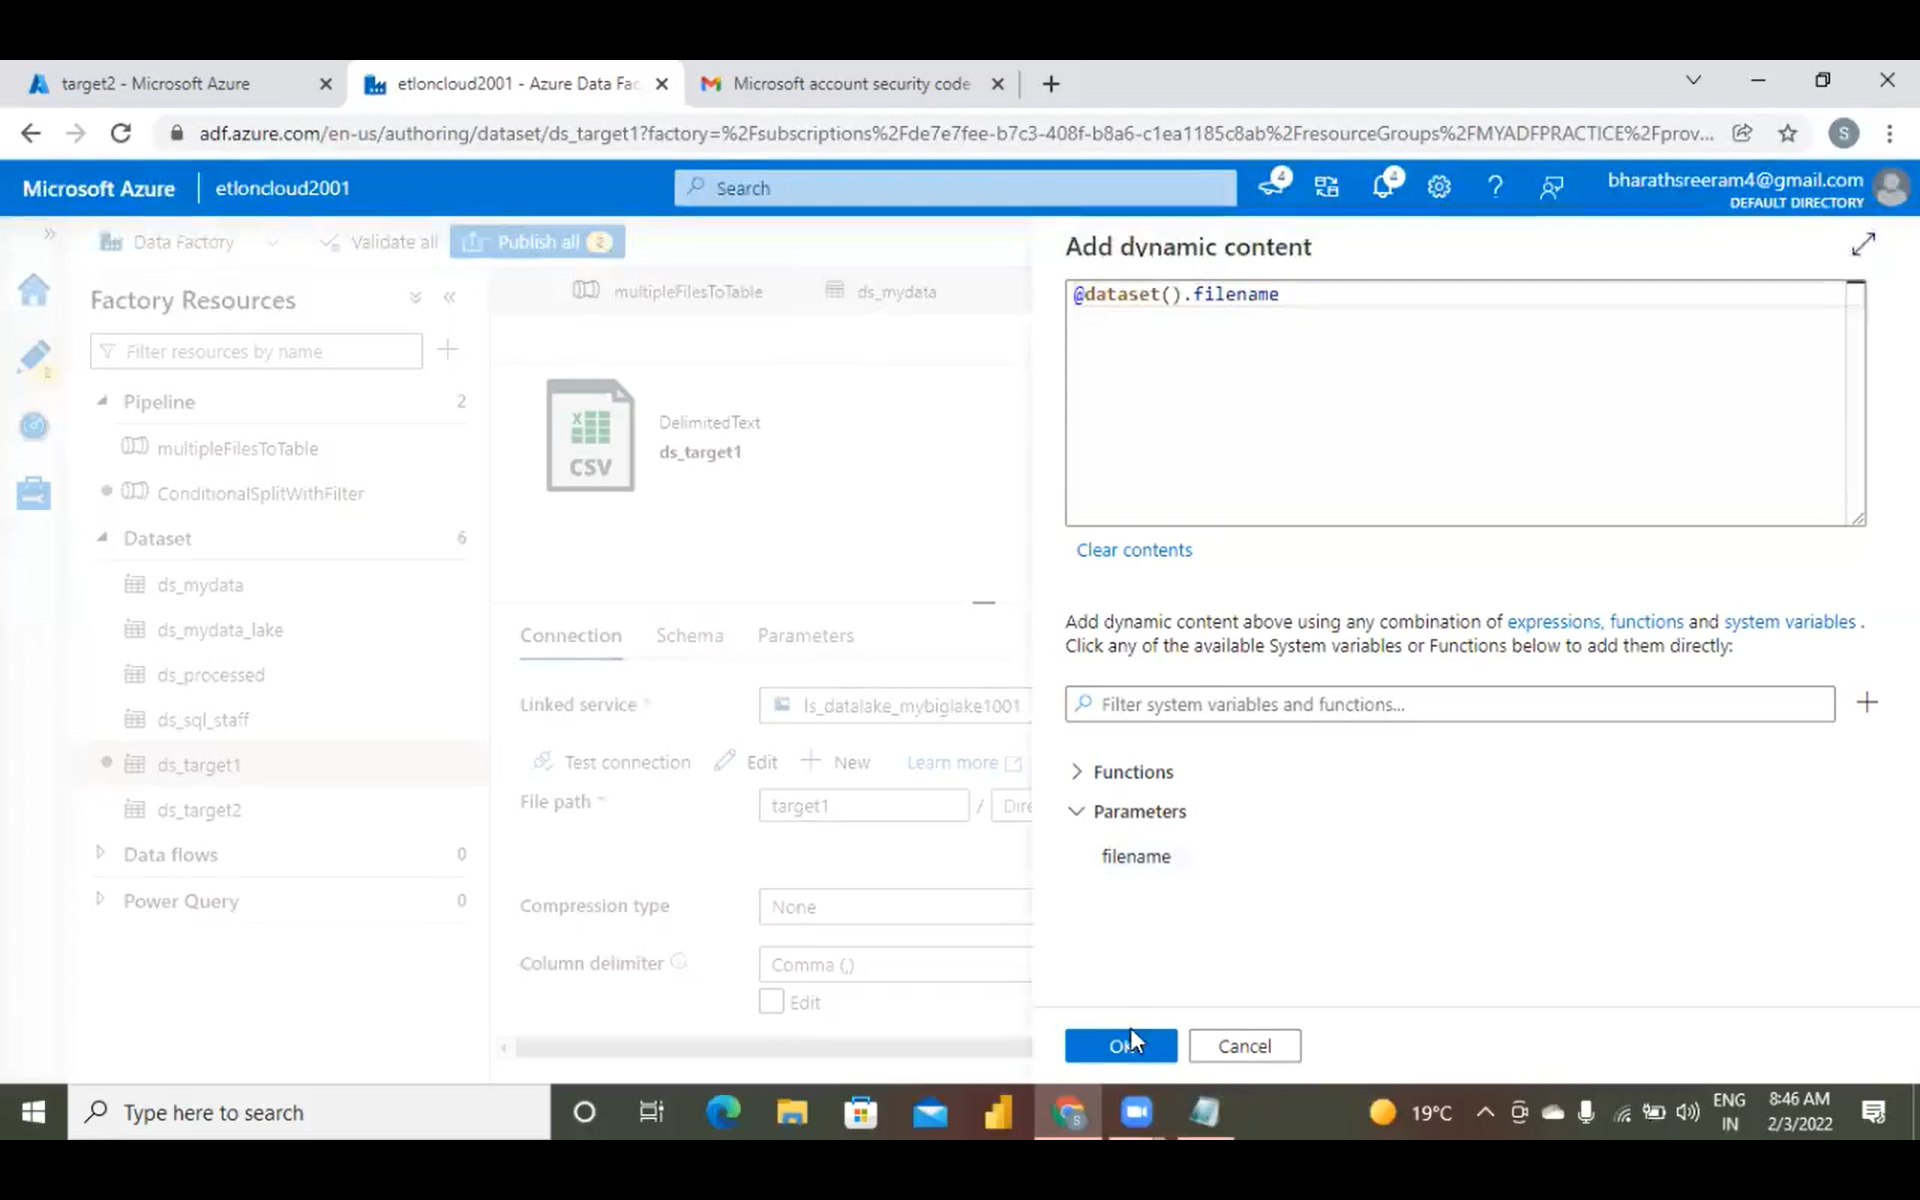 target2 - Microsoft Azure
etloncloud2001 - Azure Data Fac
Microsoft account security code
adf.azure.com/en-us/authoring/dataset/ds_target1?factory=%2Fsubscriptions%2Fde7e7fee-b7c3-408f-b8a6-c1ea1185c8ab%2FresourceGroups%2FMYADFPRACTICE%2Fprov...
S
Microsoft Azure
etloncloud2001
Search
4
4
bharathsreeram4@gmail.com
DEFAULT DIRECTORY
Data Factory
Validate all
Publish all 2
Factory Resources
Filter resources by name
2
Pipeline 2
multipleFilesToTable
ConditionalSplitWithFilter
Dataset 6
ds_mydata
ds_mydata_lake
ds_processed
ds_sql_staff
ds_target1
ds_target2
Data flows 0
Power Query 0
multipleFilesToTable
ds_mydata
X
CSV
DelimitedText
ds_target1
Connection
Schema
Parameters
Linked service *
ls_datalake_mybiglake1001
Test connection
Edit
New
Learn more
File path *
target1 / Dire
Compression type
None
Column delimiter
Comma (,)
Edit
Add dynamic content
@dataset().filename
Clear contents
Add dynamic content above using any combination of expressions, functions and system variables .
Click any of the available System variables or Functions below to add them directly:
Filter system variables and functions...
Functions
Parameters
filename
OK
Cancel
Type here to search
S
19°C
ENG
IN
8:46 AM
2/3/2022